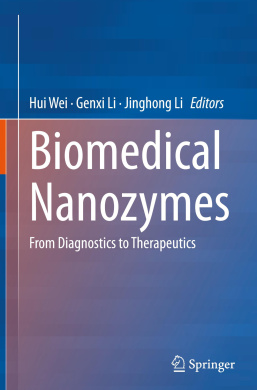 Hui Wei · Genxi Li · Jinghong Li Editors
Biomedical
Nanozymes
From Diagnostics to Therapeutics
Springer